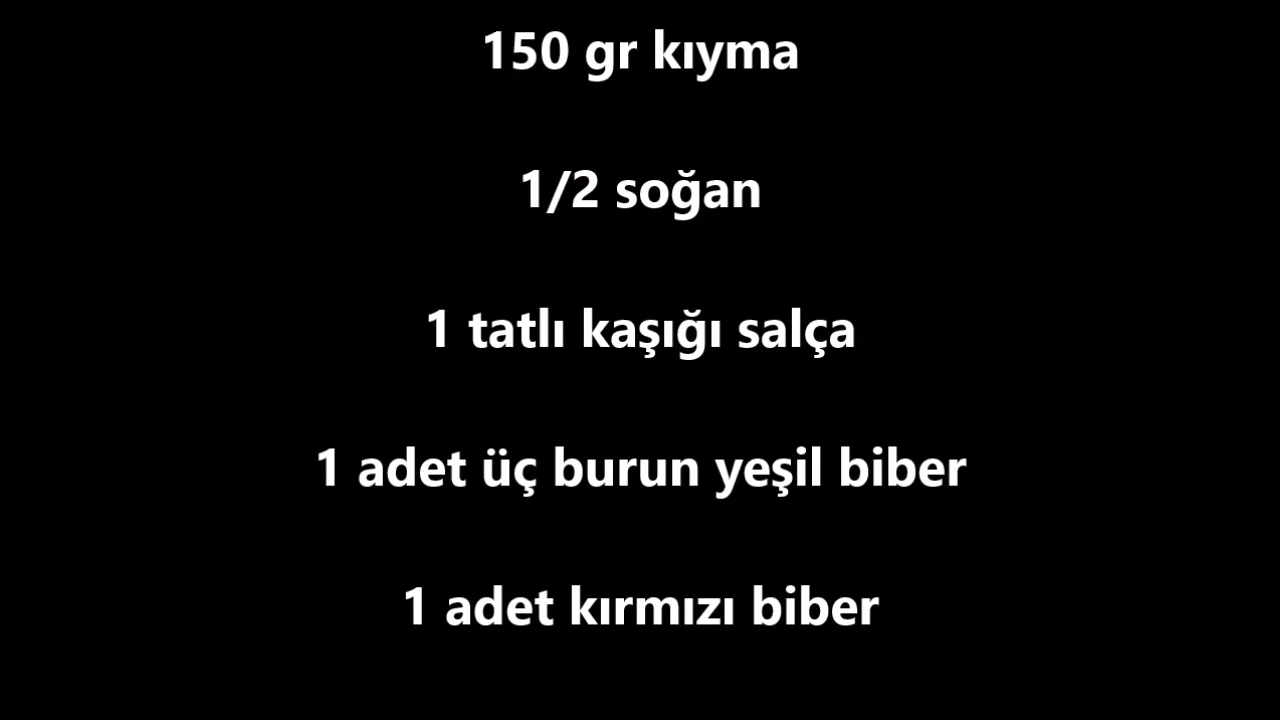 150 gr kıyma
1/2 soğan
1 tatlı kaşığı salça
1 adet üç burun yeşil biber
1 adet kırmızı biber